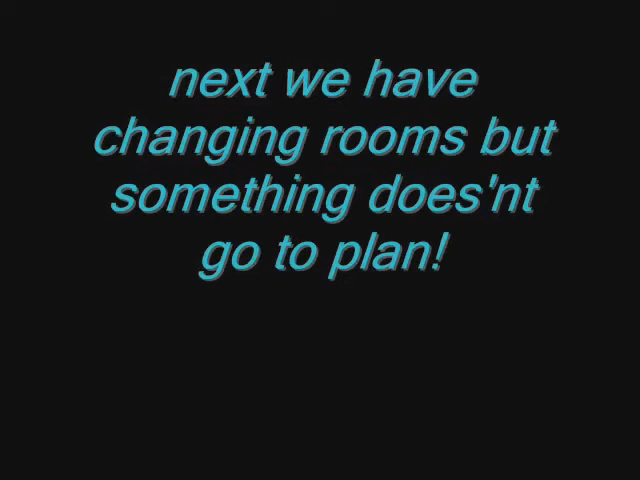 next we have
changing rooms but
something does'nt
go to plan!